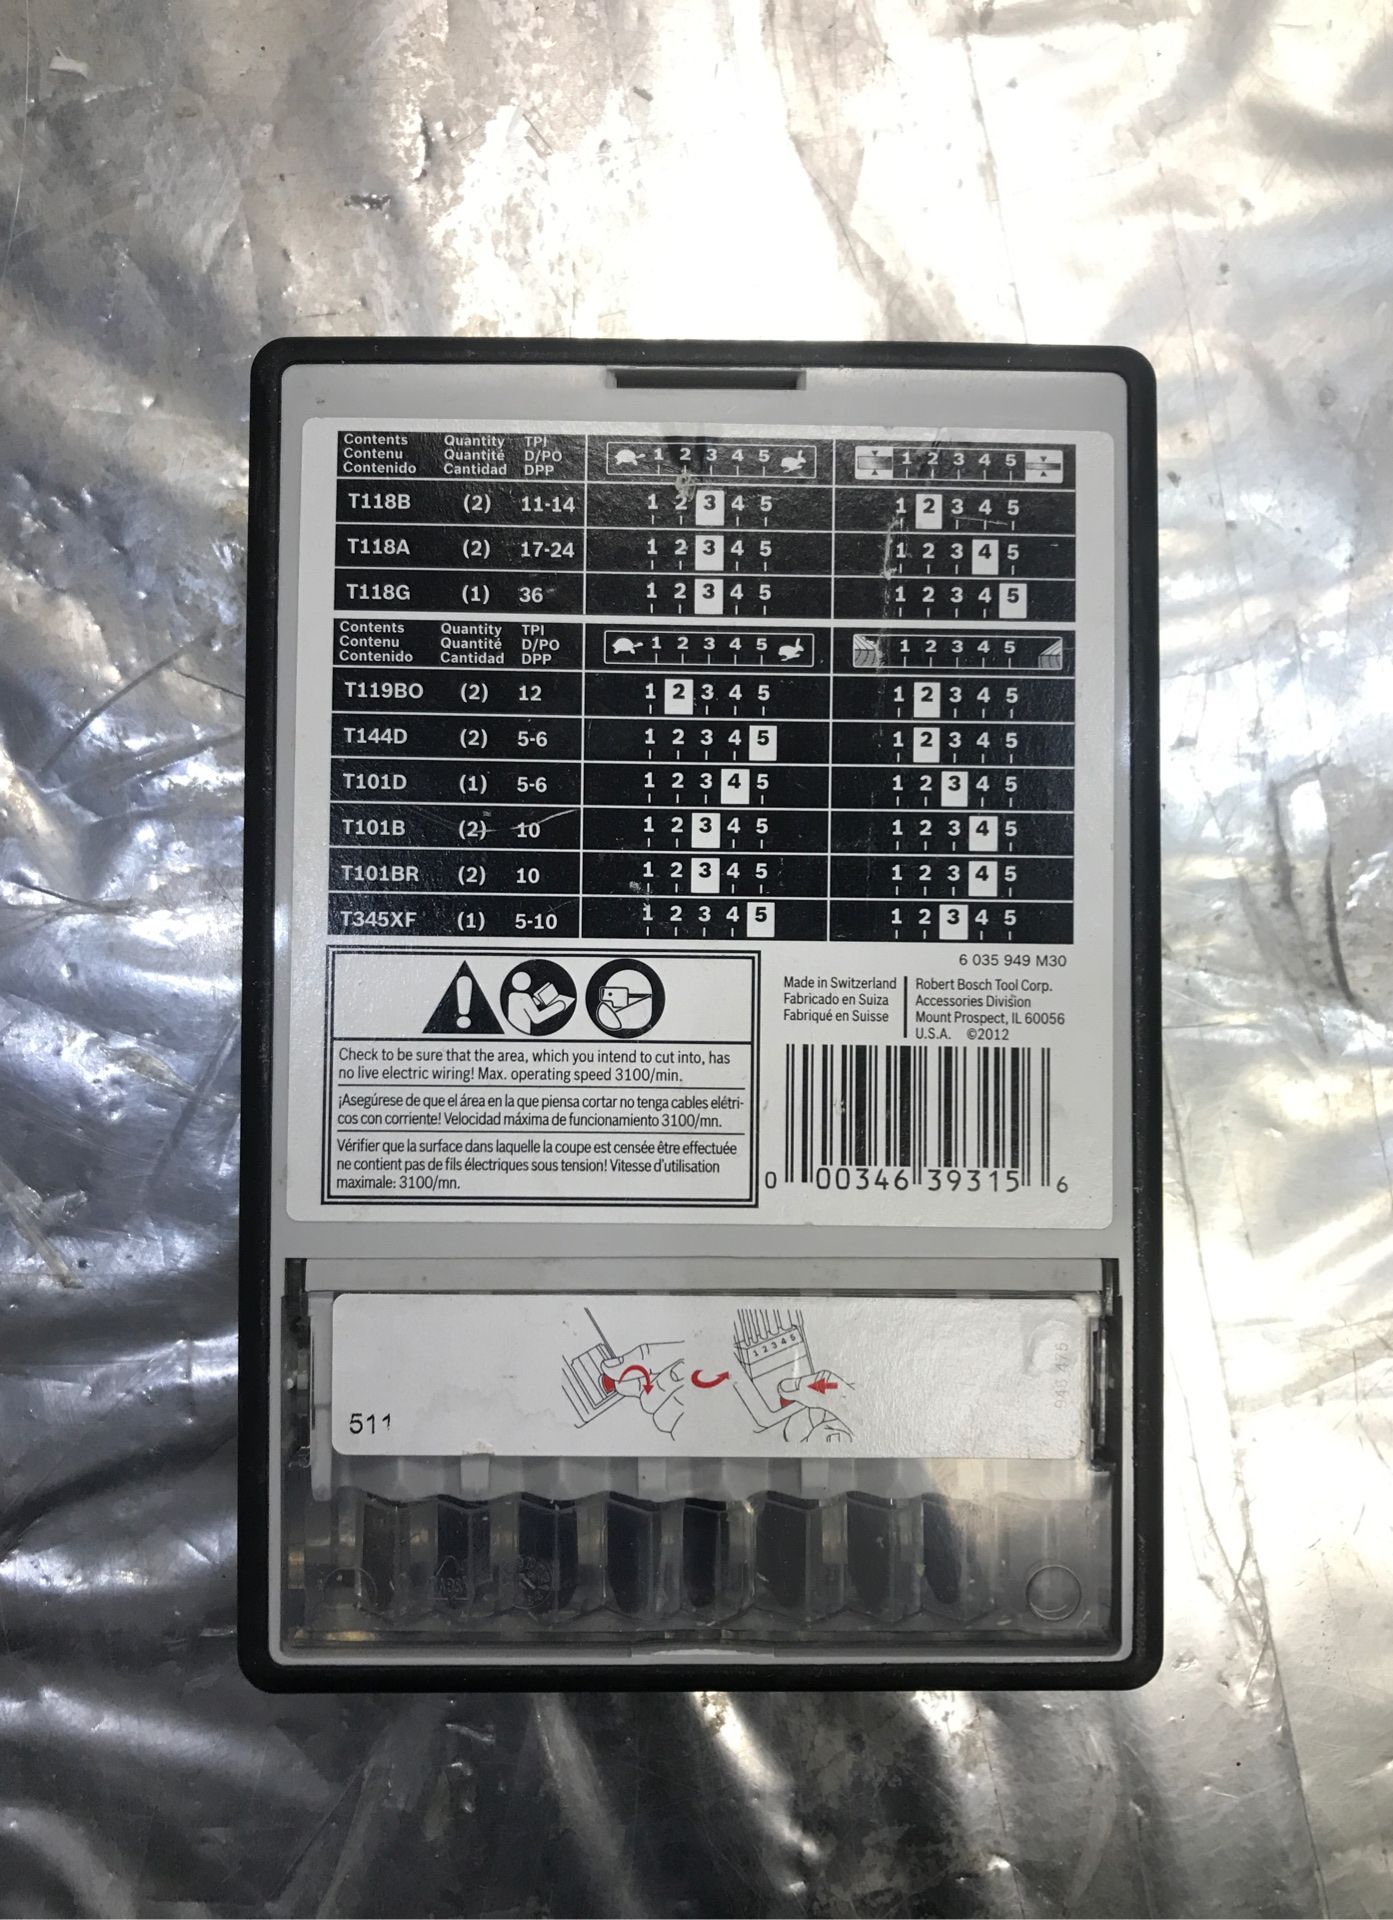 Contents Quantity TPI
Contenu Quantité D/PO 1 2 3 4 5 1 2 3 4 5
Contenido Cantidad DPP
T118B (2) 11-14 1 2 3 4 5 1 2 3 4 5
T118A (2) 17-24 1 2 3 4 5 1 2 3 4 5
T118G (1) 36 1 2 3 4 5 1 2 3 4 5
Contents Quantity TPI
Contenu Quantité D/PO 1 2 3 4 5 1 2 3 4 5
Contenido Cantidad DPP
T119BO (2) 12 1 2 3 4 5 1 2 3 4 5
T144D (2) 5-6 1 2 3 4 5 1 2 3 4 5
T101D (1) 5-6 1 2 3 4 5 1 2 3 4 5
T101B (2) 10 1 2 3 4 5 1 2 3 4 5
T101BR (2) 10 1 2 3 4 5 1 2 3 4 5
T345XF (1) 5-10 1 2 3 4 5 1 2 3 4 5
6 035 949 M30
Made in Switzerland
Fabricado en Suiza
Fabriqué en Suisse
Robert Bosch Tool Corp.
Accessories Division
Mount Prospect, IL 60056
U.S.A. ©2012
Check to be sure that the area, which you intend to cut into, has
no live electric wiring! Max. operating speed 3100/min.
¡Asegúrese de que el área en la que piensa cortar no tenga cables elétri-
cos con corriente! Velocidad máxima de funcionamiento 3100/mn.
Vérifier que la surface dans laquelle la coupe est censée être effectuée
ne contient pas de fils électriques sous tension! Vitesse d'utilisation
maximale: 3100/mn.
0 00346 39315 6
1 2 3 4 5
511